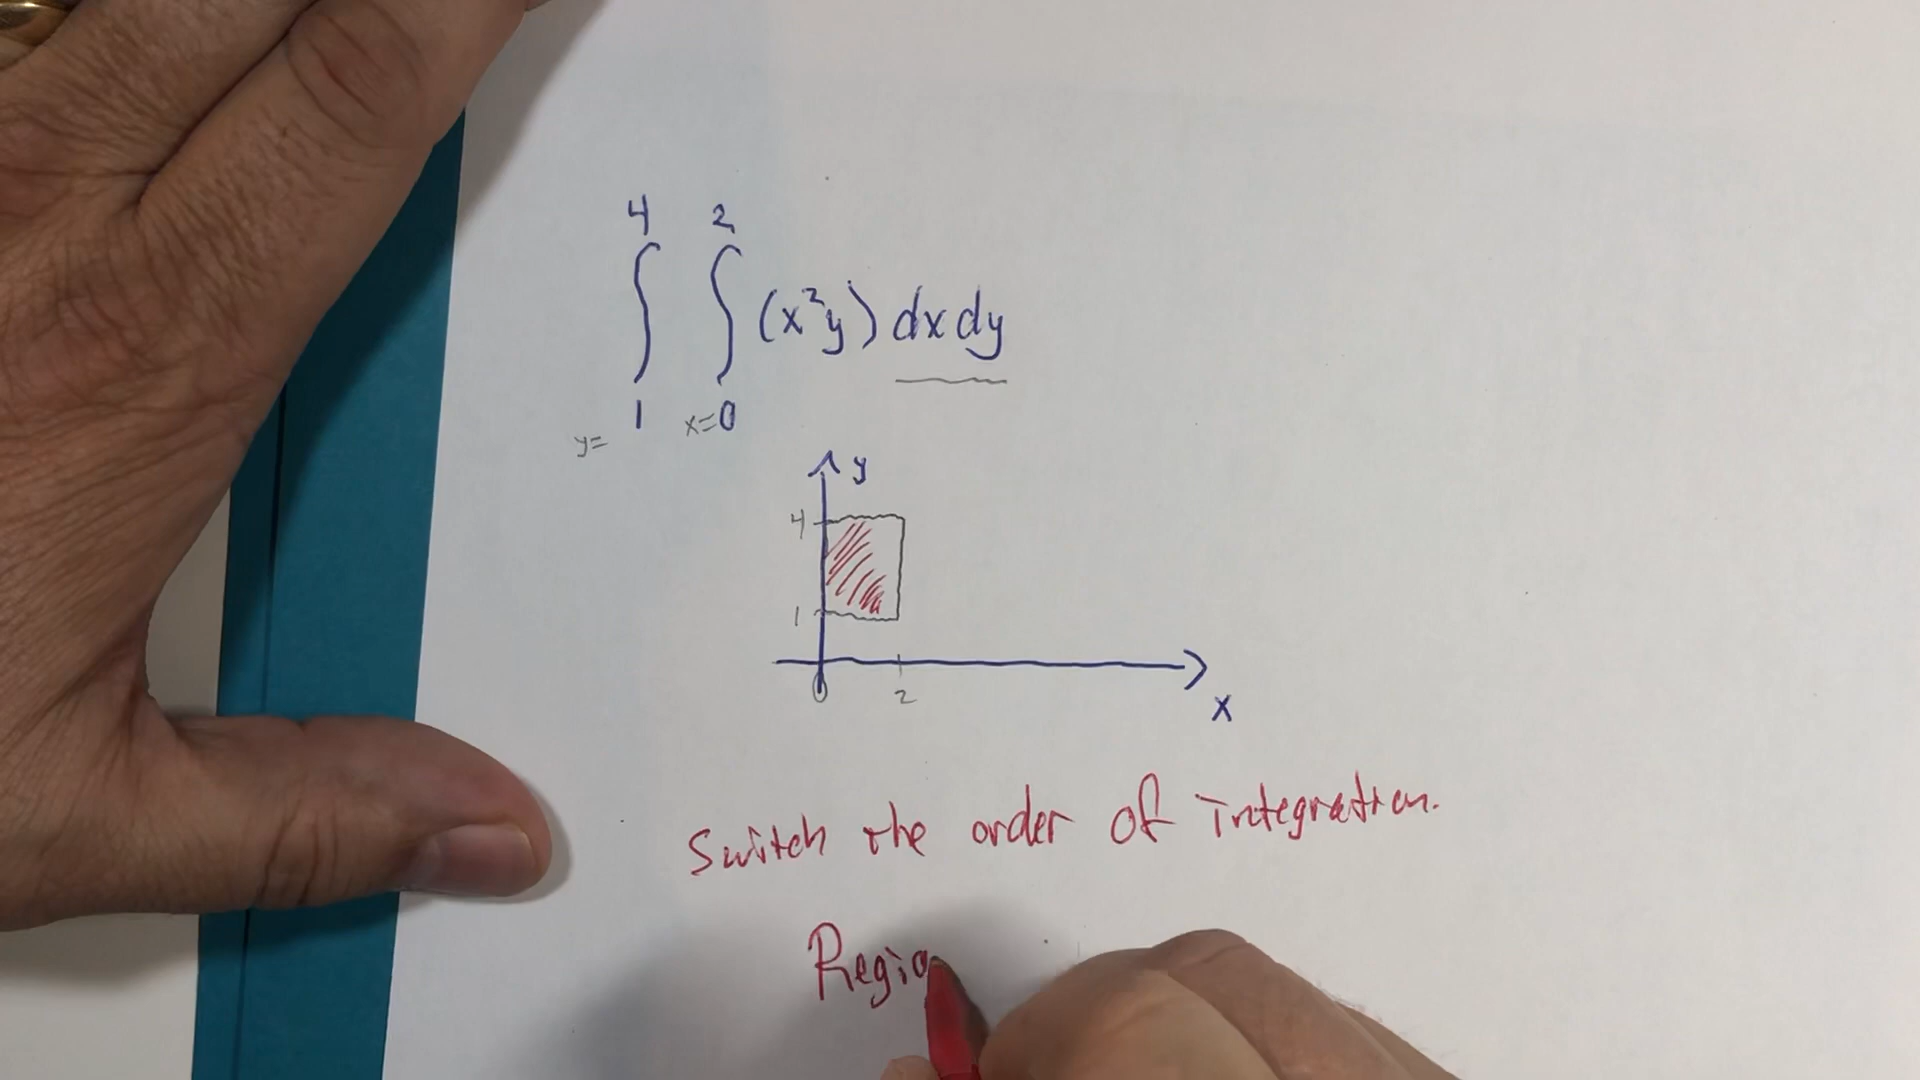 4 2
∫ ∫ (x²y) dx dy
y= 1 x=0
y
4
1
0 2
x
Switch the order of integration.
Regio